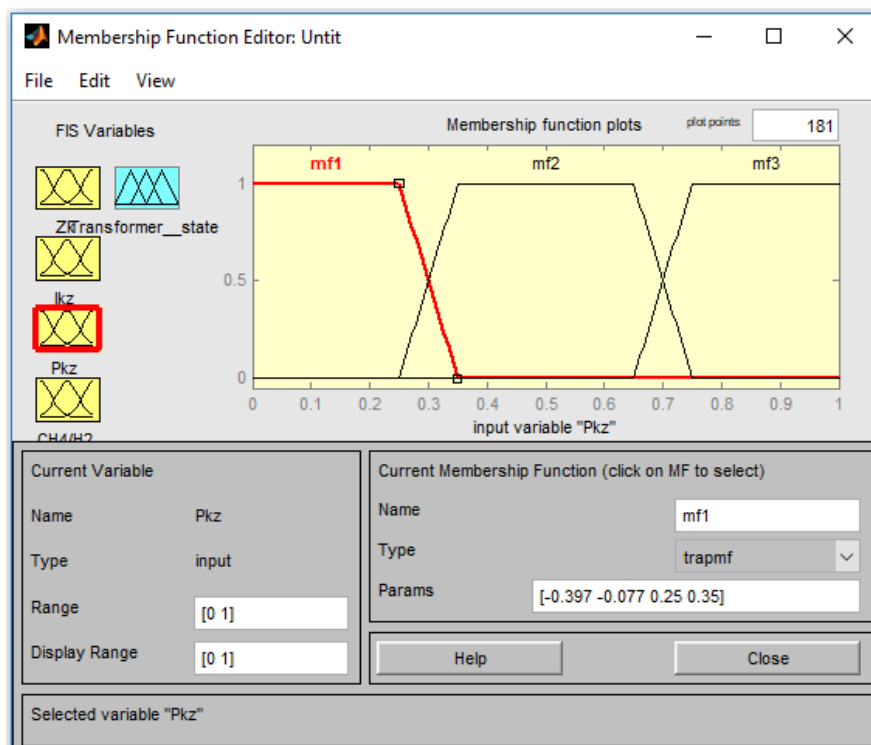 Membership Function Editor: Untit
File Edit View
FIS Variables
Membership function plots
plot points:
181
mf1 mf2 mf3
1
0.5
0
0 0.1 0.2 0.3 0.4 0.5 0.6 0.7 0.8 0.9 1
input variable "Pkz"
Transformer__state
Ikz
Pkz
CH4/H2
Current Variable
Name Pkz
Type input
Range [0 1]
Display Range [0 1]
Current Membership Function (click on MF to select)
Name mf1
Type trapmf
Params [-0.397 -0.077 0.25 0.35]
Help Close
Selected variable "Pkz"